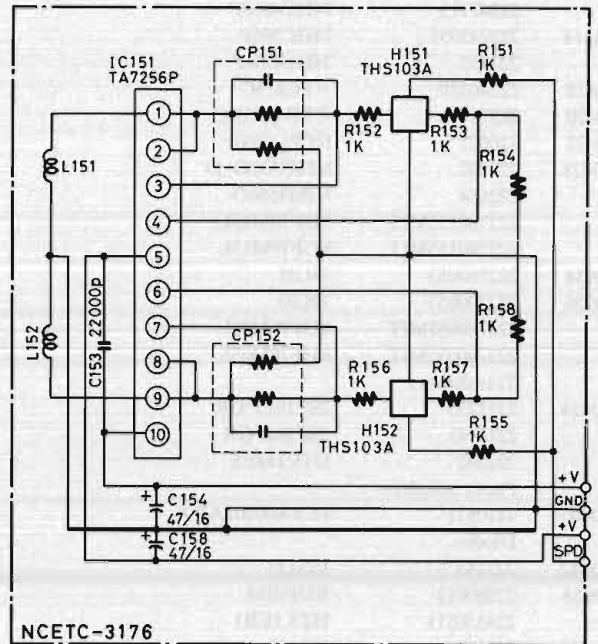 IC151
TA7256P
CP151
H151
THS103A
R151
1K
1
2
3
4
5
6
7
8
9
10
L151
L152
C153 22000p
R152
1K
R153
1K
R154
1K
R158
1K
CP152
R156
1K
R157
1K
H152
THS103A
R155
1K
+
C154
47/16
+
C158
47/16
+V
GND
+V
SPD
NCETC-3176